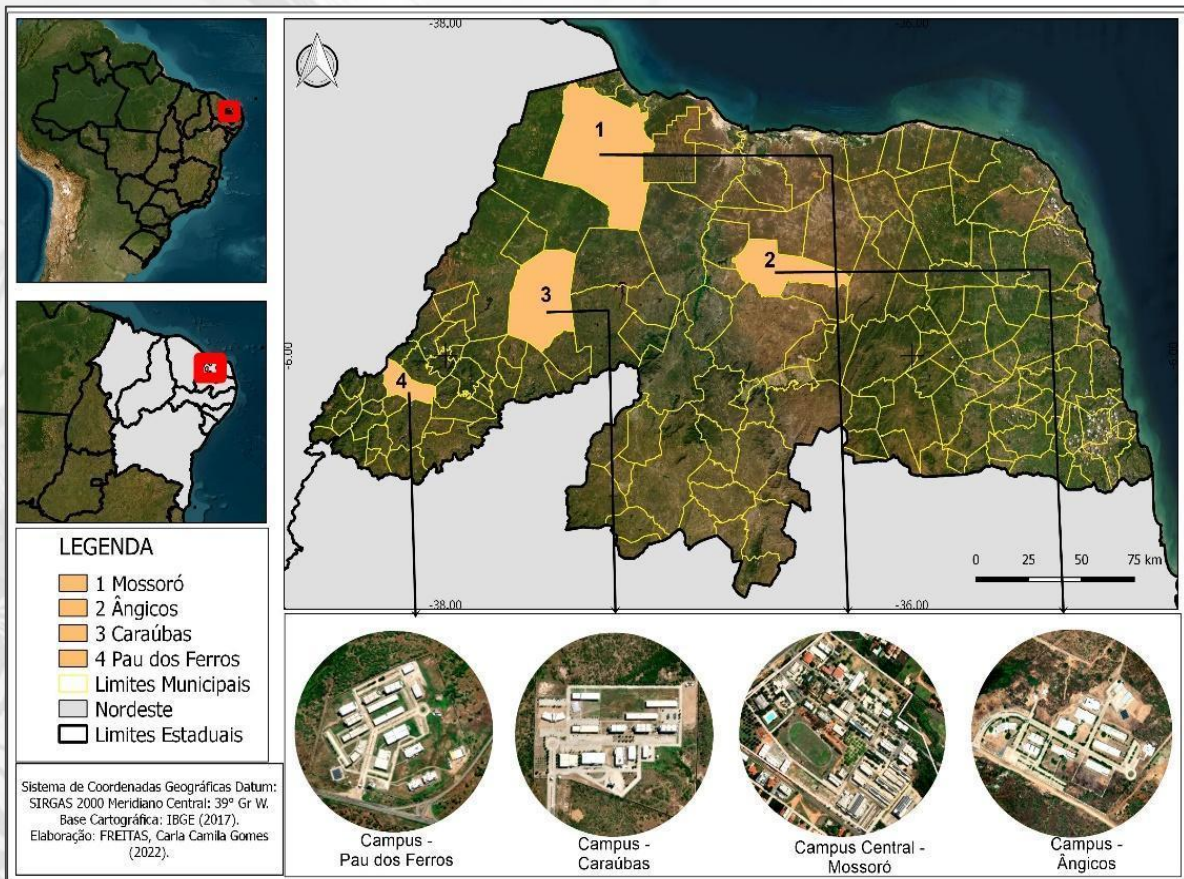 -38.00
-36.00
1
2
3
4
-6.00
-6.00
0 25 50 75 km
-38.00
-36.00
LEGENDA
1 Mossoró
2 Ângicos
3 Caraúbas
4 Pau dos Ferros
Limites Municipais
Nordeste
Limites Estaduais
Sistema de Coordenadas Geográficas Datum:
SIRGAS 2000 Meridiano Central: 39º Gr W.
Base Cartográfica: IBGE (2017).
Elaboração: FREITAS, Carla Camila Gomes
(2022).
Campus -
Pau dos Ferros
Campus -
Caraúbas
Campus Central -
Mossoró
Campus -
Ângicos